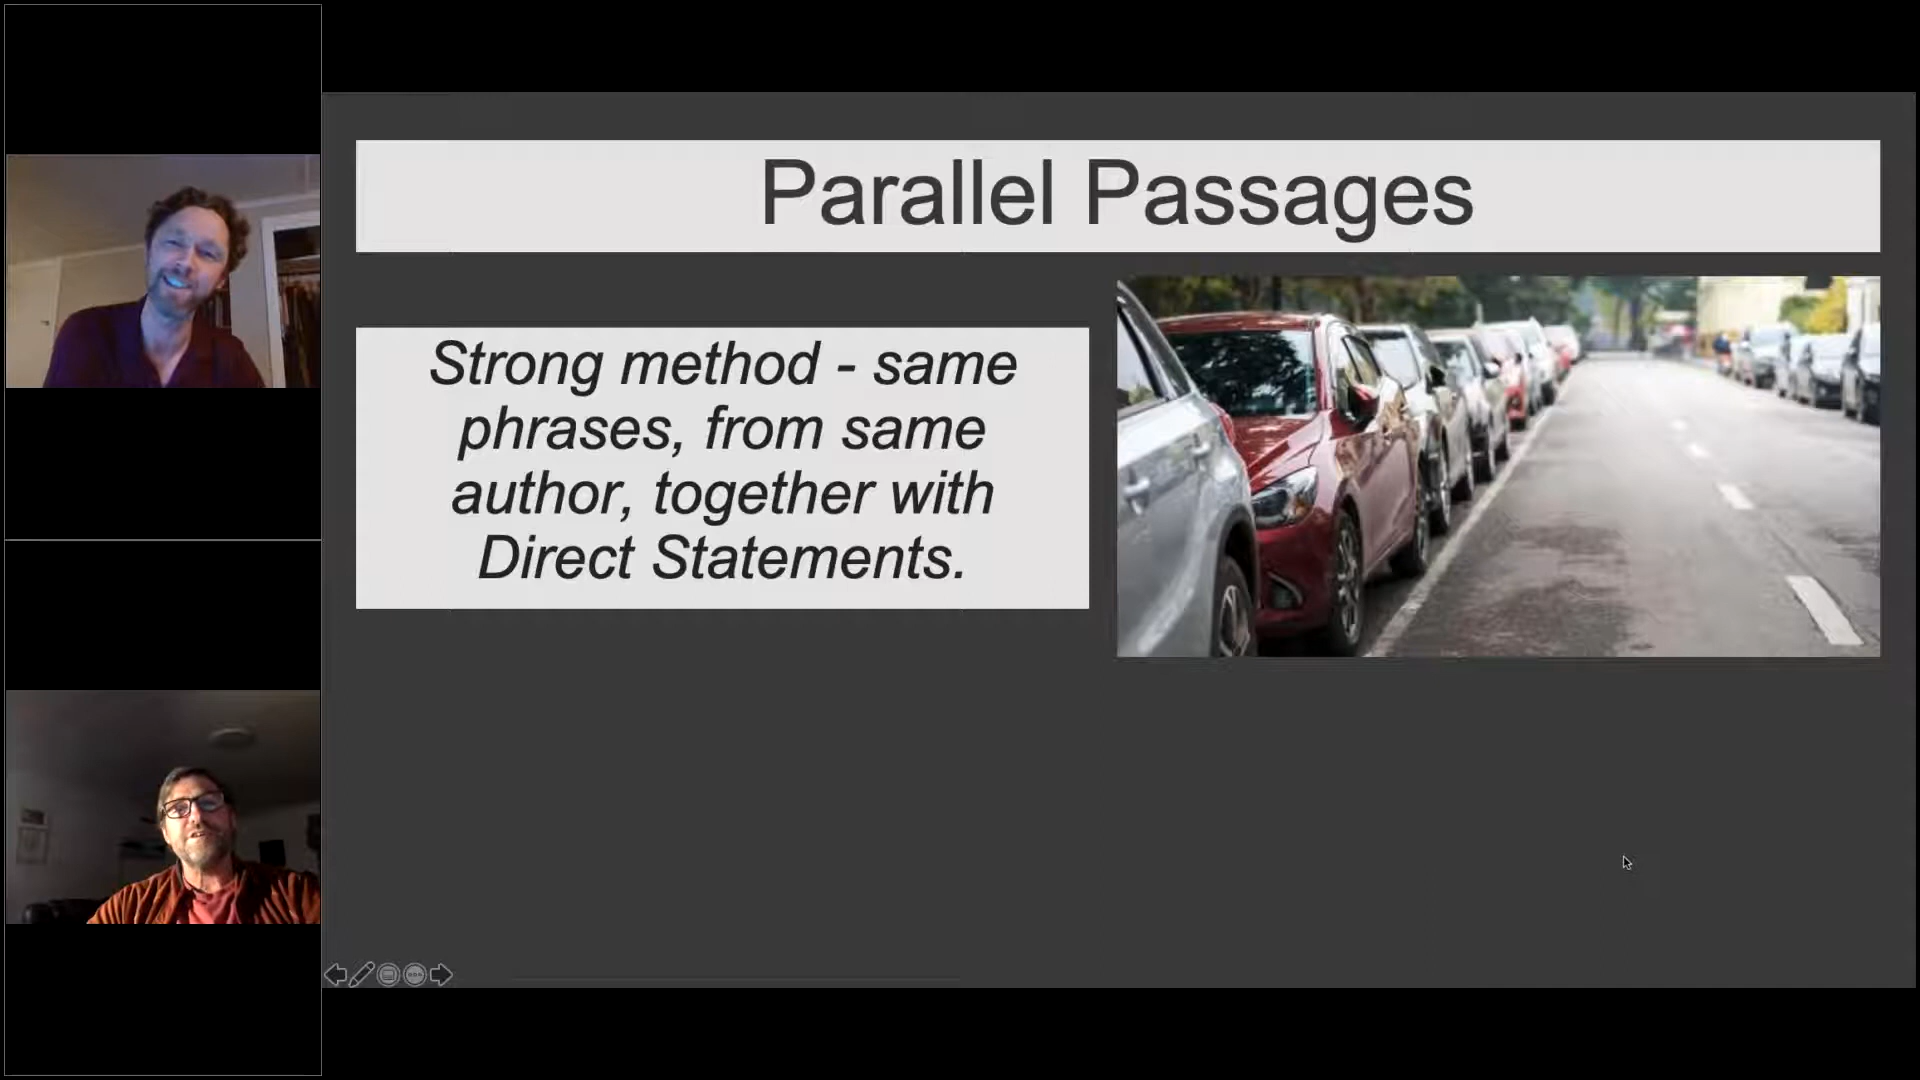 Parallel Passages
Strong method - same
phrases, from same
author, together with
Direct Statements.